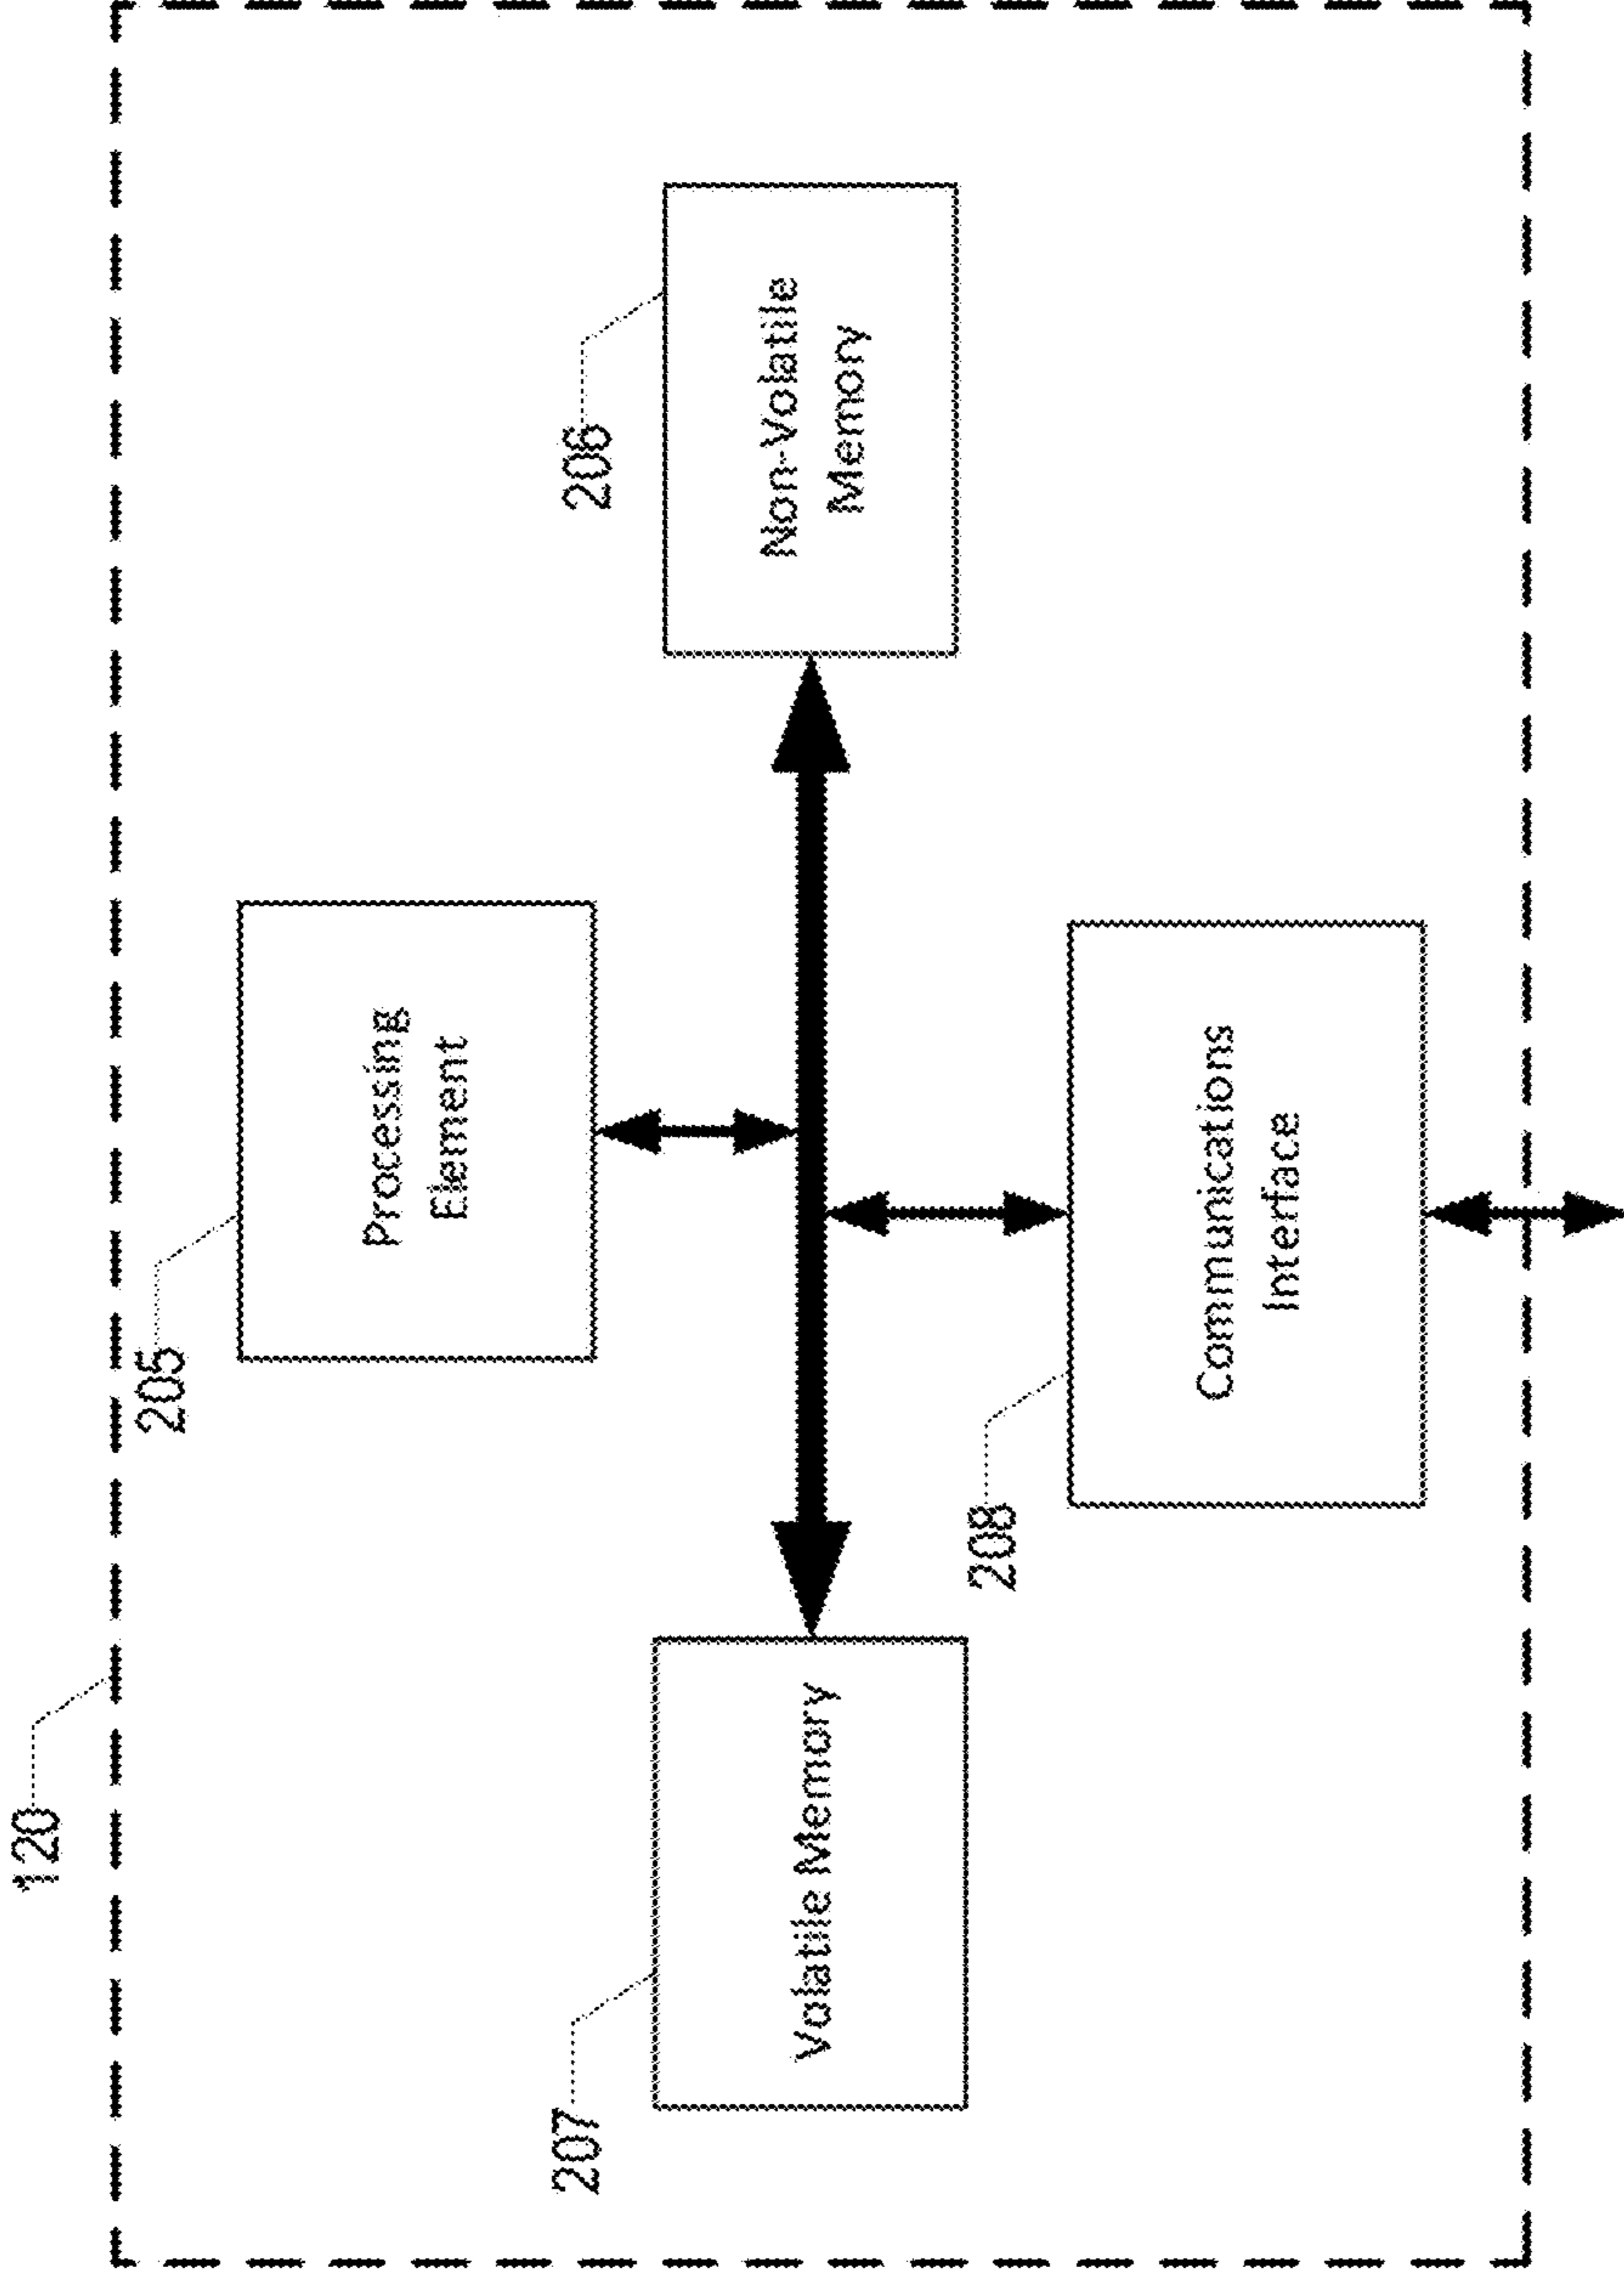 120
205
Processing
Element
207
Volatile Memory
206
Non-Volatile
Memory
208
Communications
Interface